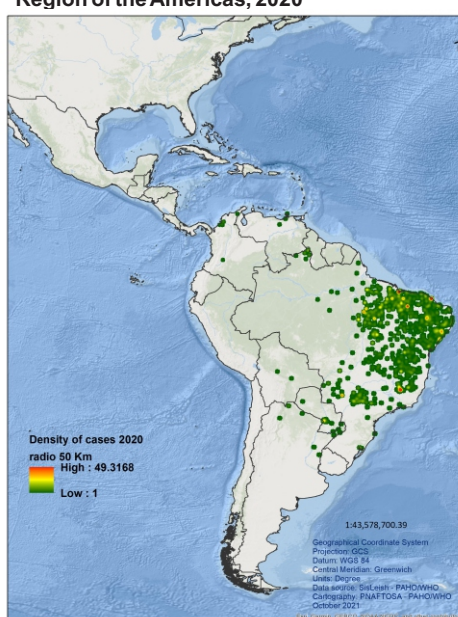 Region of the Americas, 2020
Density of cases 2020
radio 50 Km
High : 49.3168
Low : 1
1:43,578,700.39
Geographical Coordinate System
Projection: GCS
Datum: WGS 84
Central Meridian: Greenwich
Units: Degree
Data source: SisLeish - PAHO/WHO
Cartography: PNAFTOSA - PAHO/WHO
October 2021